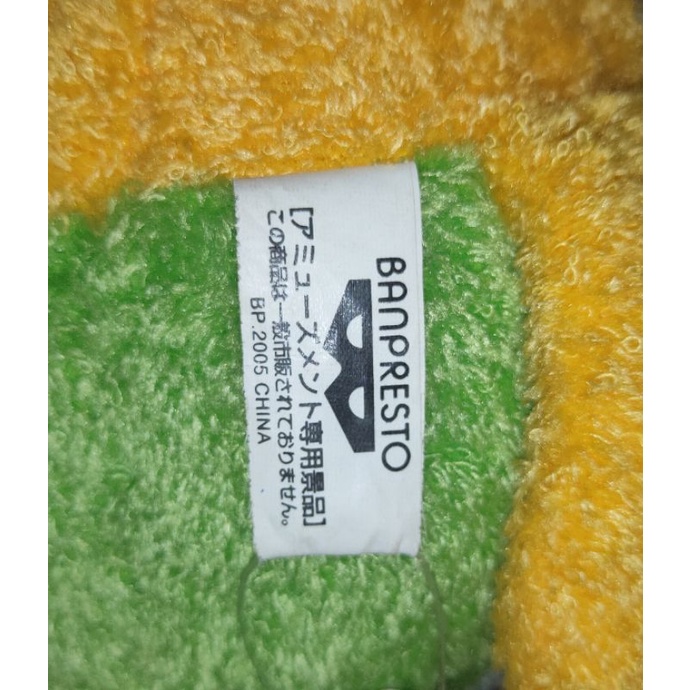 BANPRESTO
[アミューズメント専用景品]
この商品は一般市販されておりません。
BP.2005 CHINA